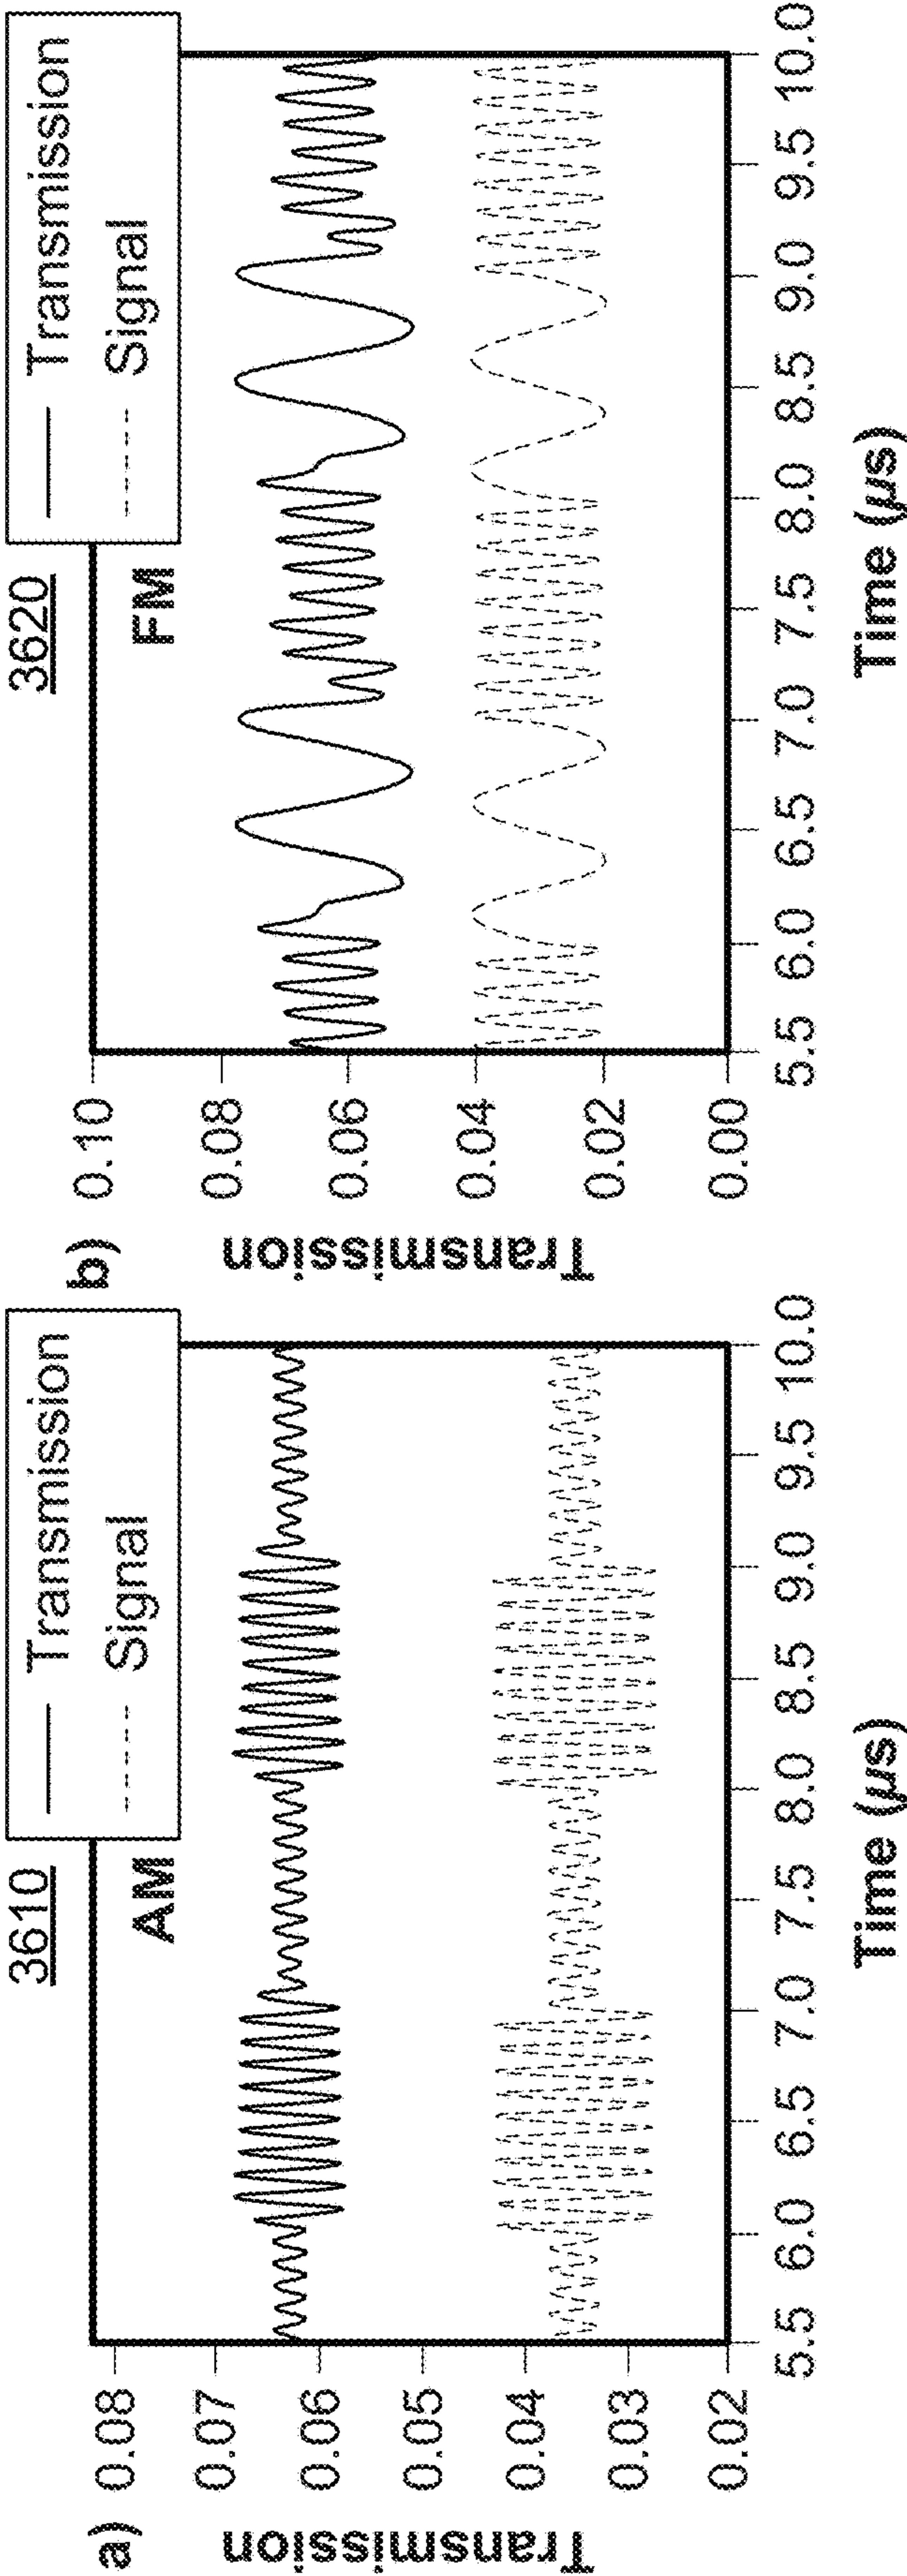 a)
3610
AM
Transmission
Signal
Transmission
0.08
0.07
0.06
0.05
0.04
0.03
0.02
5.5 6.0 6.5 7.0 7.5 8.0 8.5 9.0 9.5 10.0
Time (μs)
b)
3620
FM
Transmission
Signal
Transmission
0.10
0.08
0.06
0.04
0.02
0.00
5.5 6.0 6.5 7.0 7.5 8.0 8.5 9.0 9.5 10.0
Time (μs)